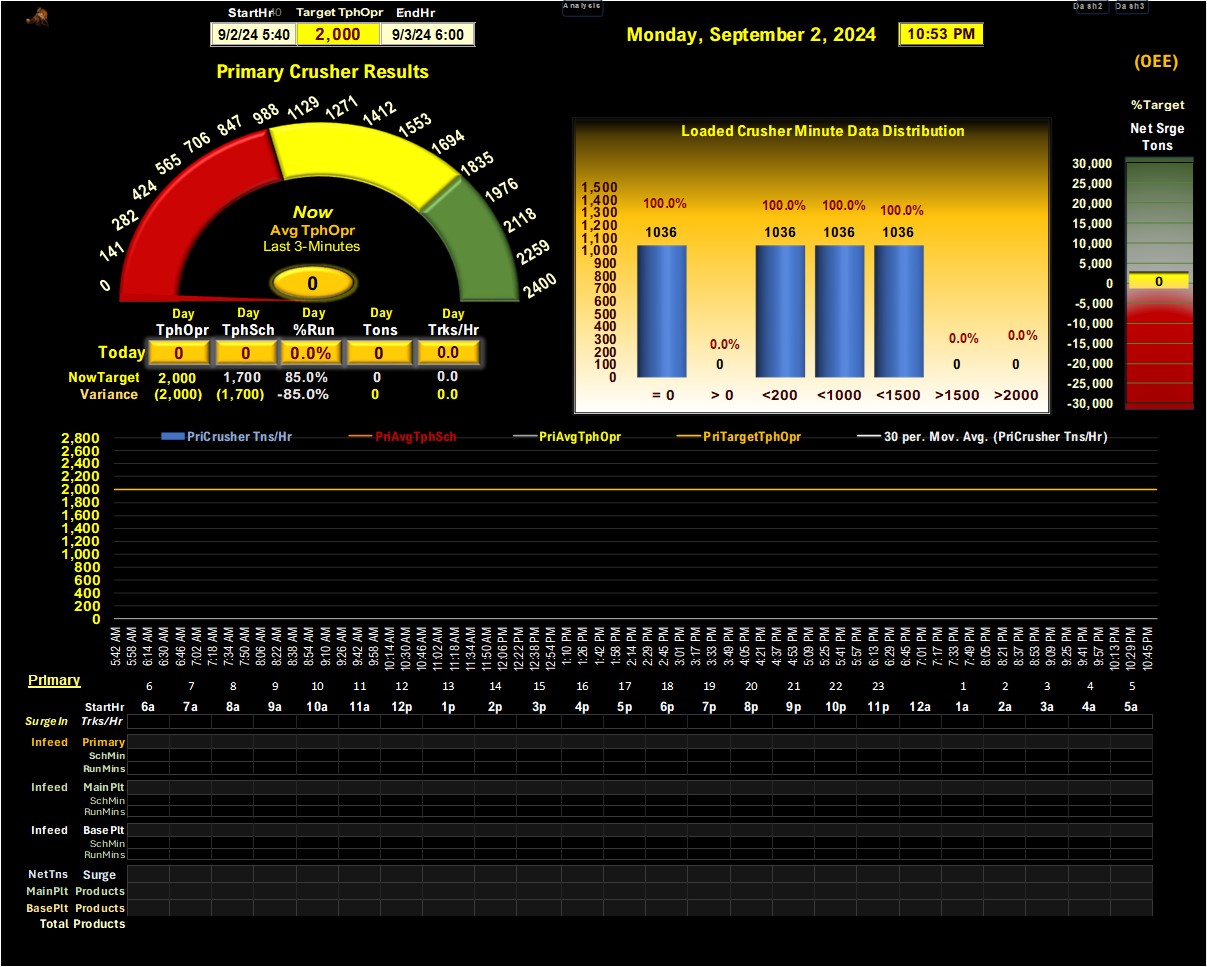 StartHr Target TphOpr EndHr
9/2/24 5:40 2,000 9/3/24 6:00
Analysis
Dash2 Dash3
Monday, September 2, 2024 10:53 PM
Primary Crusher Results
0 141 282 424 565 706 847 988 1129 1271 1412 1553 1694 1835 1976 2118 2259 2400
Now
Avg TphOpr
Last 3-Minutes
0
Day Day Day Day Day
TphOpr TphSch %Run Tons Trks/Hr
Today 0 0 0.0% 0 0.0
NowTarget 2,000 1,700 85.0% 0 0.0
Variance (2,000) (1,700) -85.0% 0 0.0
Loaded Crusher Minute Data Distribution
1,500
1,400
1,300
1,200
1,100
1,000
900
800
700
600
500
400
300
200
100
0
100.0% 0.0% 100.0% 100.0% 100.0% 0.0% 0.0%
1036 0 1036 1036 1036 0 0
= 0 > 0 <200 <1000 <1500 >1500 >2000
(OEE)
%Target
Net Srge
Tons
30,000
25,000
20,000
15,000
10,000
5,000
0
-5,000
-10,000
-15,000
-20,000
-25,000
-30,000
0
PriCrusher Tns/Hr PriAvgTphSch PriAvgTphOpr PriTargetTphOpr 30 per. Mov. Avg. (PriCrusher Tns/Hr)
2,800
2,600
2,400
2,200
2,000
1,800
1,600
1,400
1,200
1,000
800
600
400
200
0
5:42 AM 5:58 AM 6:14 AM 6:30 AM 6:46 AM 7:02 AM 7:18 AM 7:34 AM 7:50 AM 8:06 AM 8:22 AM 8:38 AM 8:54 AM 9:10 AM 9:26 AM 9:42 AM 9:58 AM 10:14 AM 10:30 AM 10:46 AM 11:02 AM 11:18 AM 11:34 AM 11:50 AM 12:06 PM 12:22 PM 12:38 PM 12:54 PM 1:10 PM 1:26 PM 1:42 PM 1:58 PM 2:14 PM 2:29 PM 2:45 PM 3:01 PM 3:17 PM 3:33 PM 3:49 PM 4:05 PM 4:21 PM 4:37 PM 4:53 PM 5:09 PM 5:25 PM 5:41 PM 5:57 PM 6:13 PM 6:29 PM 6:45 PM 7:01 PM 7:17 PM 7:33 PM 7:49 PM 8:05 PM 8:21 PM 8:37 PM 8:53 PM 9:09 PM 9:25 PM 9:41 PM 9:57 PM 10:13 PM 10:29 PM 10:45 PM
Primary 6 7 8 9 10 11 12 13 14 15 16 17 18 19 20 21 22 23 1 2 3 4 5
StartHr 6a 7a 8a 9a 10a 11a 12p 1p 2p 3p 4p 5p 6p 7p 8p 9p 10p 11p 12a 1a 2a 3a 4a 5a
SurgeIn Trks/Hr
Infeed Primary
SchMin
RunMins
Infeed Main Plt
SchMin
RunMins
Infeed Base Plt
SchMin
RunMins
NetTns Surge
MainPlt Products
BasePlt Products
Total Products